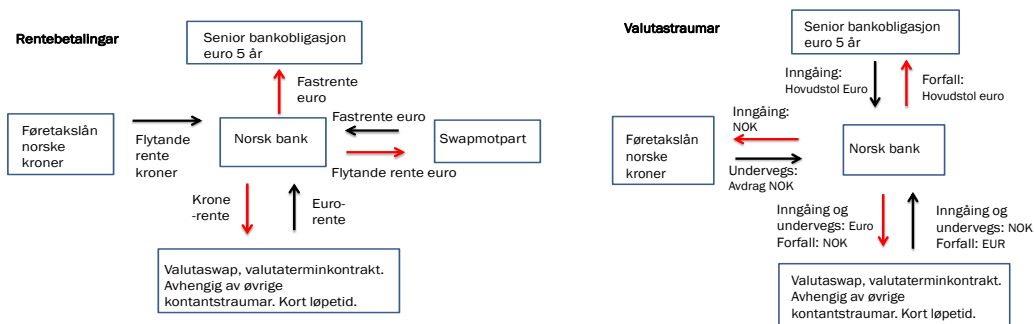 Rentebetalingar
Senior bankobligasjon
euro 5 år
Fastrente
euro
Føretakslån
norske
kroner
Flytande
rente
kroner
Norsk bank
Fastrente euro
Flytande rente euro
Swapmotpart
Krone
-rente
Euro-
rente
Valutaswap, valutaterminkontrakt.
Avhengig av øvrige
kontantstraumar. Kort løpetid.
Valutastraumar
Senior bankobligasjon
euro 5 år
Inngåing:
Hovudstol Euro
Forfall:
Hovudstol euro
Inngåing:
NOK
Føretakslån
norske
kroner
Undervegs:
Avdrag NOK
Norsk bank
Inngåing og
undervegs: Euro
Forfall: NOK
Inngåing og
undervegs: NOK
Forfall: EUR
Valutaswap, valutaterminkontrakt.
Avhengig av øvrige
kontantstraumar. Kort løpetid.